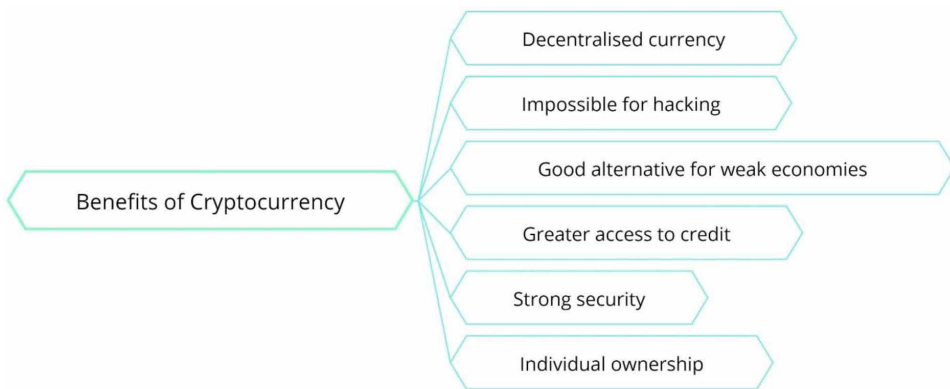 Benefits of Cryptocurrency
Decentralised currency
Impossible for hacking
Good alternative for weak economies
Greater access to credit
Strong security
Individual ownership